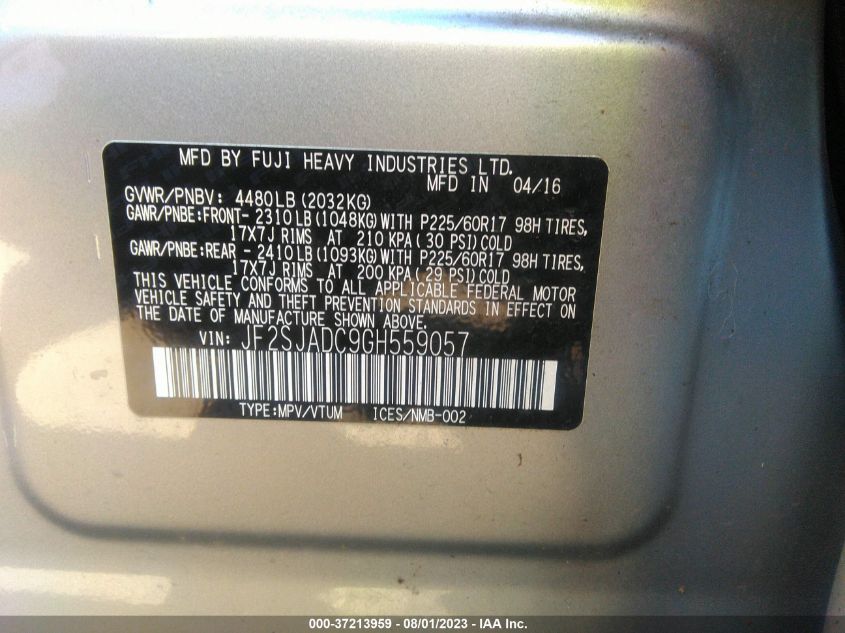 MFD BY FUJI HEAVY INDUSTRIES LTD.
MFD IN 04/16
GVWR/PNBV: 4480LB (2032KG)
GAWR/PNBE:FRONT- 2310LB (1048KG) WITH P225/60R17 98H TIRES,
17X7J RIMS AT 210 KPA (30 PSI) COLD
GAWR/PNBE:REAR - 2410LB (1093KG) WITH P225/60R17 98H TIRES,
17X7J RIMS AT 200 KPA (29 PSI) COLD
THIS VEHICLE CONFORMS TO ALL APPLICABLE FEDERAL MOTOR
VEHICLE SAFETY AND THEFT PREVENTION STANDARDS IN EFFECT ON
THE DATE OF MANUFACTURE SHOWN ABOVE.
VIN: JF2SJADC9GH559057
TYPE:MPV/VTUM ICES/NMB-002
000-37213959 - 08/01/2023 - IAA Inc.